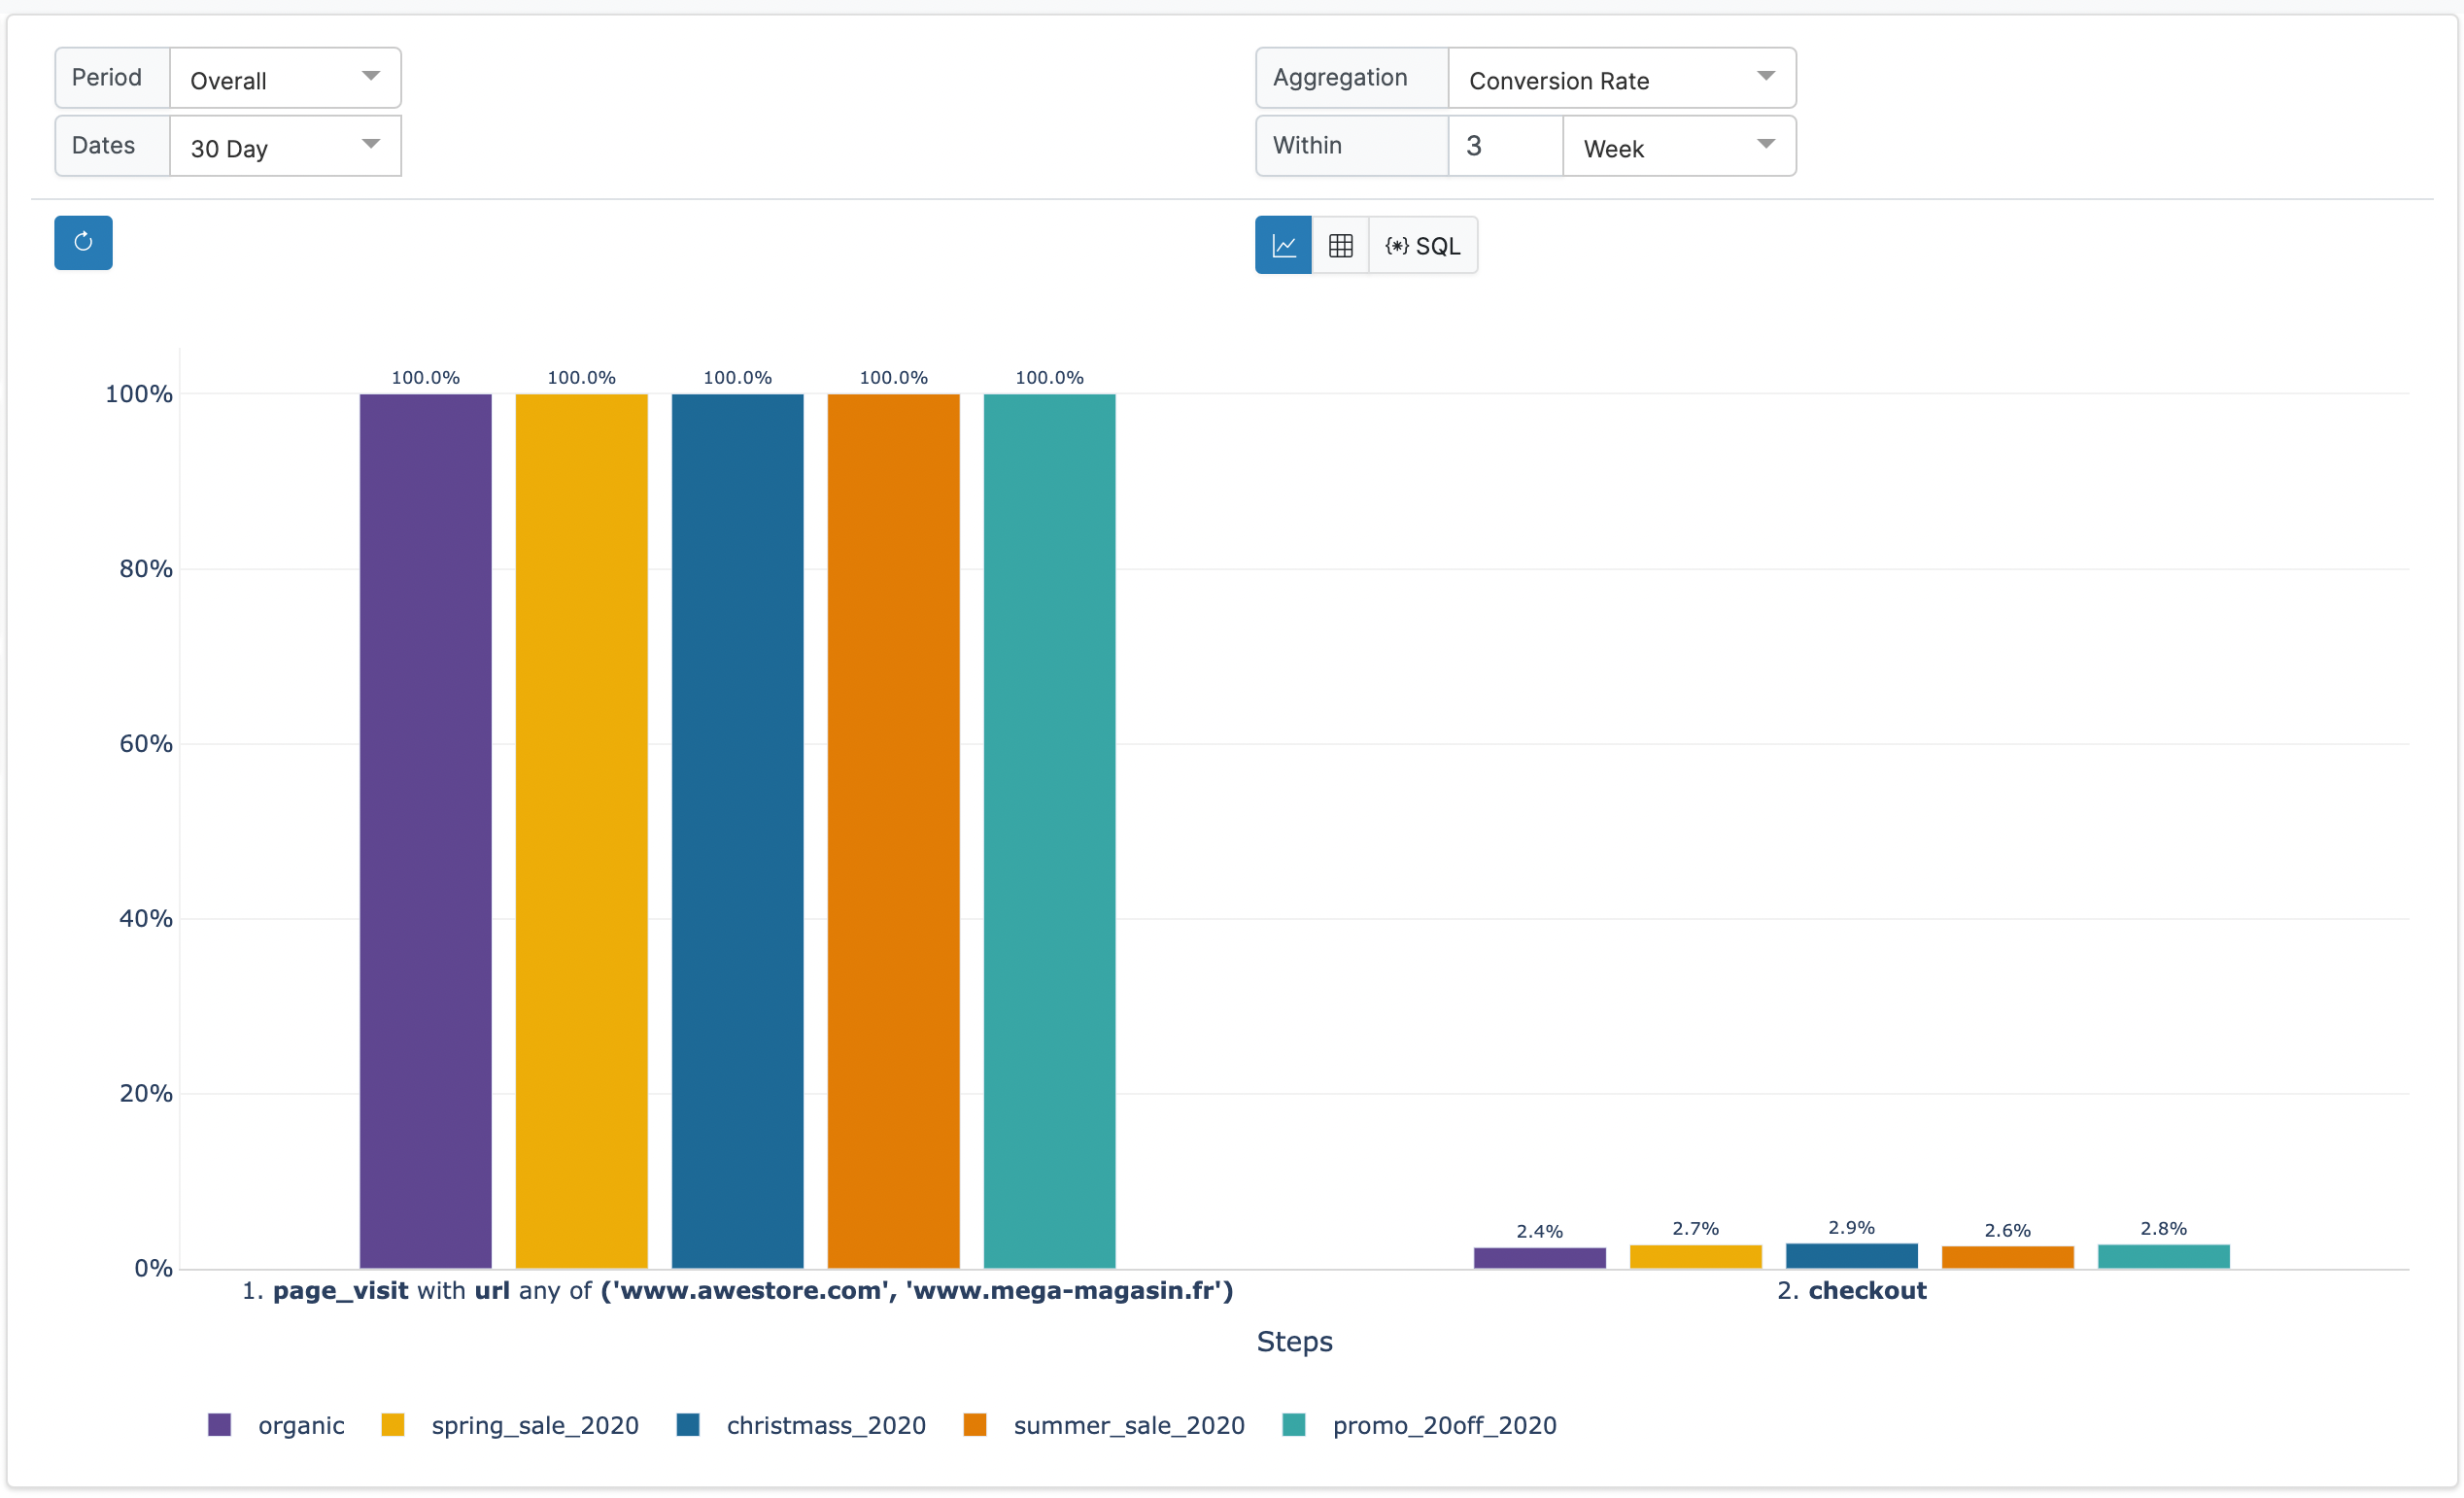 Period Overall
Dates 30 Day
Aggregation Conversion Rate
Within 3 Week
{*} SQL
100.0% 100.0% 100.0% 100.0% 100.0%
100%
80%
60%
40%
20%
0%
2.4% 2.7% 2.9% 2.6% 2.8%
1. page_visit with url any of ('www.awestore.com', 'www.mega-magasin.fr')
2. checkout
Steps
organic spring_sale_2020 christmass_2020 summer_sale_2020 promo_20off_2020